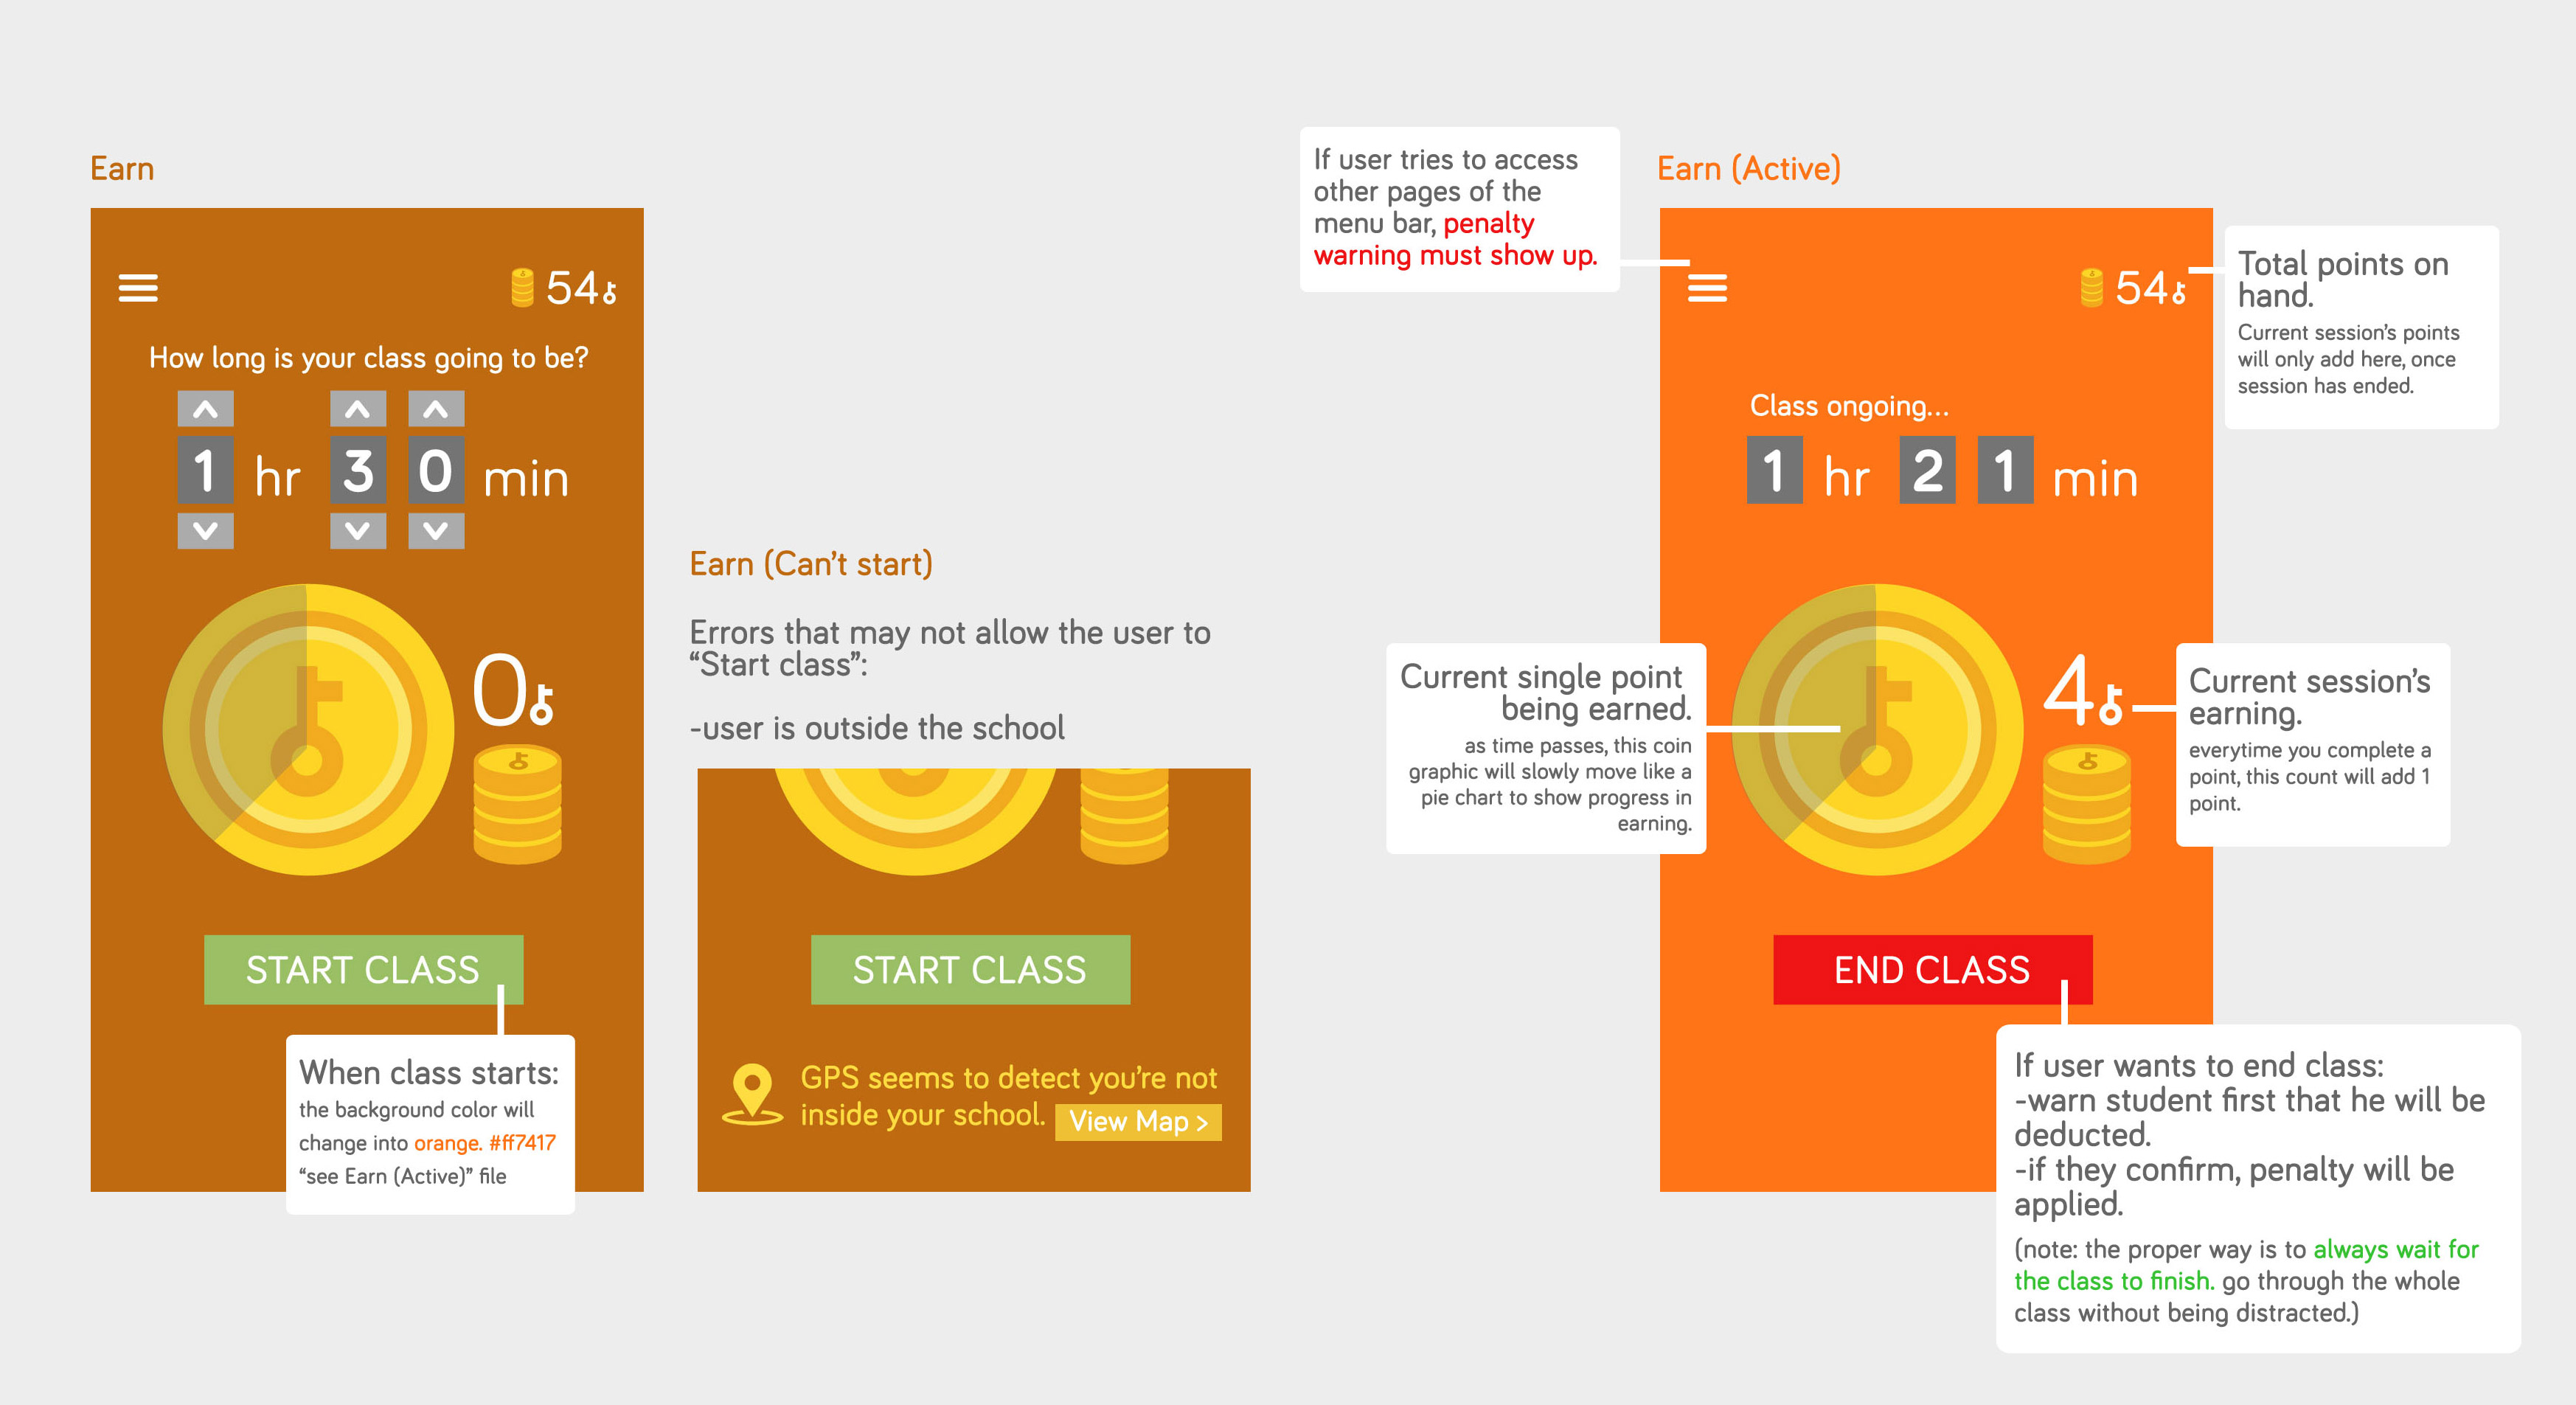 Earn
54
How long is your class going to be?
1 hr 3 0 min
0
START CLASS
When class starts:
the background color will
change into orange. #ff7417
“see Earn (Active)” file
Earn (Can’t start)
Errors that may not allow the user to
“Start class”:
-user is outside the school
START CLASS
GPS seems to detect you’re not
inside your school. View Map >
If user tries to access
other pages of the
menu bar, penalty
warning must show up.
Earn (Active)
54
Total points on
hand.
Current session’s points
will only add here, once
session has ended.
Class ongoing...
1 hr 2 1 min
Current single point
being earned.
as time passes, this coin
graphic will slowly move like a
pie chart to show progress in
earning.
4
Current session’s
earning.
everytime you complete a
point, this count will add 1
point.
END CLASS
If user wants to end class:
-warn student first that he will be
deducted.
-if they confirm, penalty will be
applied.
(note: the proper way is to always wait for
the class to finish. go through the whole
class without being distracted.)